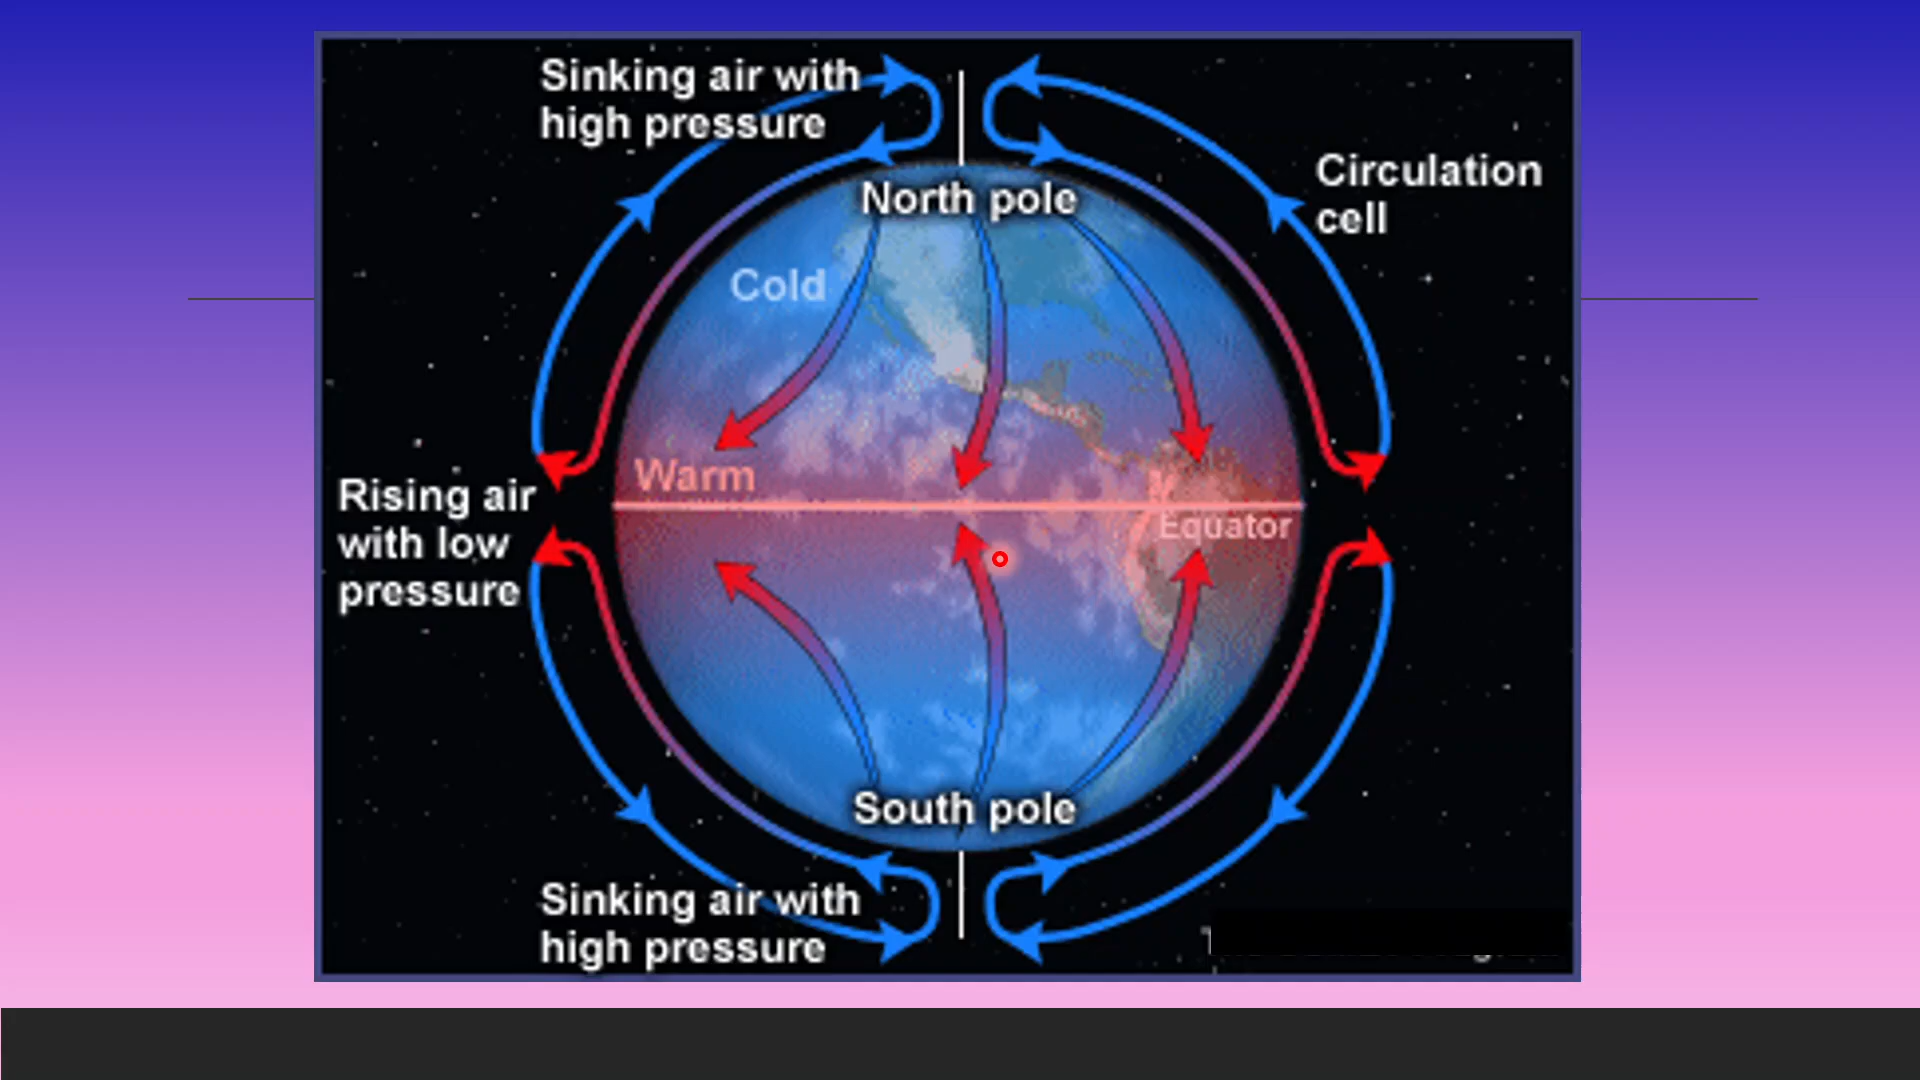 Sinking air with
high pressure
Circulation
cell
North pole
Cold
Warm
Rising air
with low
pressure
Equator
South pole
Sinking air with
high pressure